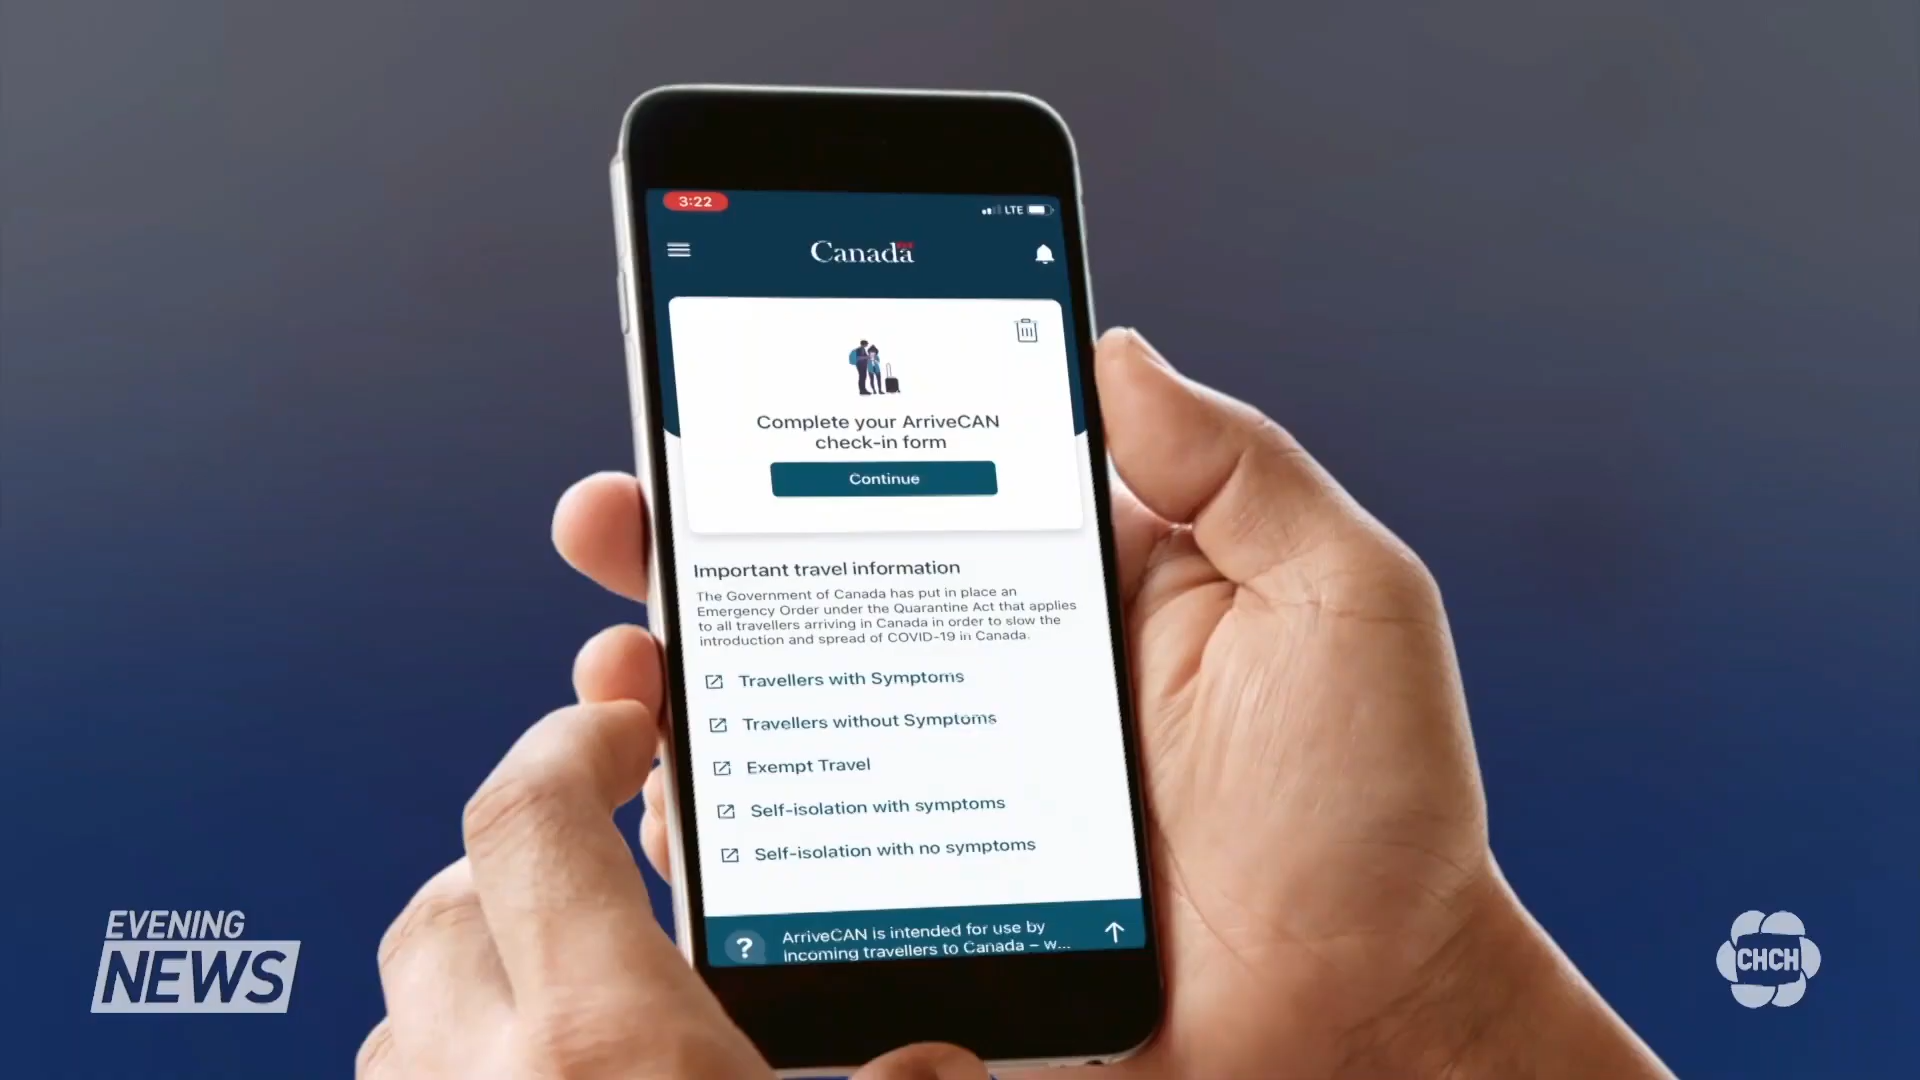 3:22
LTE
Canada
Complete your ArriveCAN
check-in form
Continue
Important travel information
The Government of Canada has put in place an
Emergency Order under the Quarantine Act that applies
to all travellers arriving in Canada in order to slow the
introduction and spread of COVID-19 in Canada.
Travellers with Symptoms
Travellers without Symptoms
Exempt Travel
Self-isolation with symptoms
Self-isolation with no symptoms
?
ArriveCAN is intended for use by
incoming travellers to Canada – w...
EVENING
NEWS
CHCH